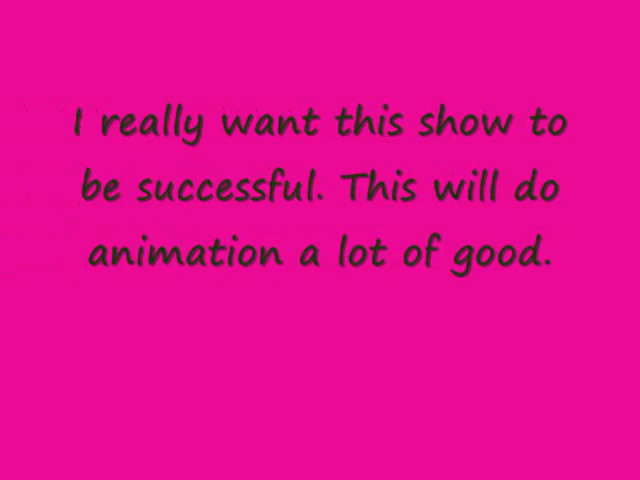 I really want this show to
be successful. This will do
animation a lot of good.